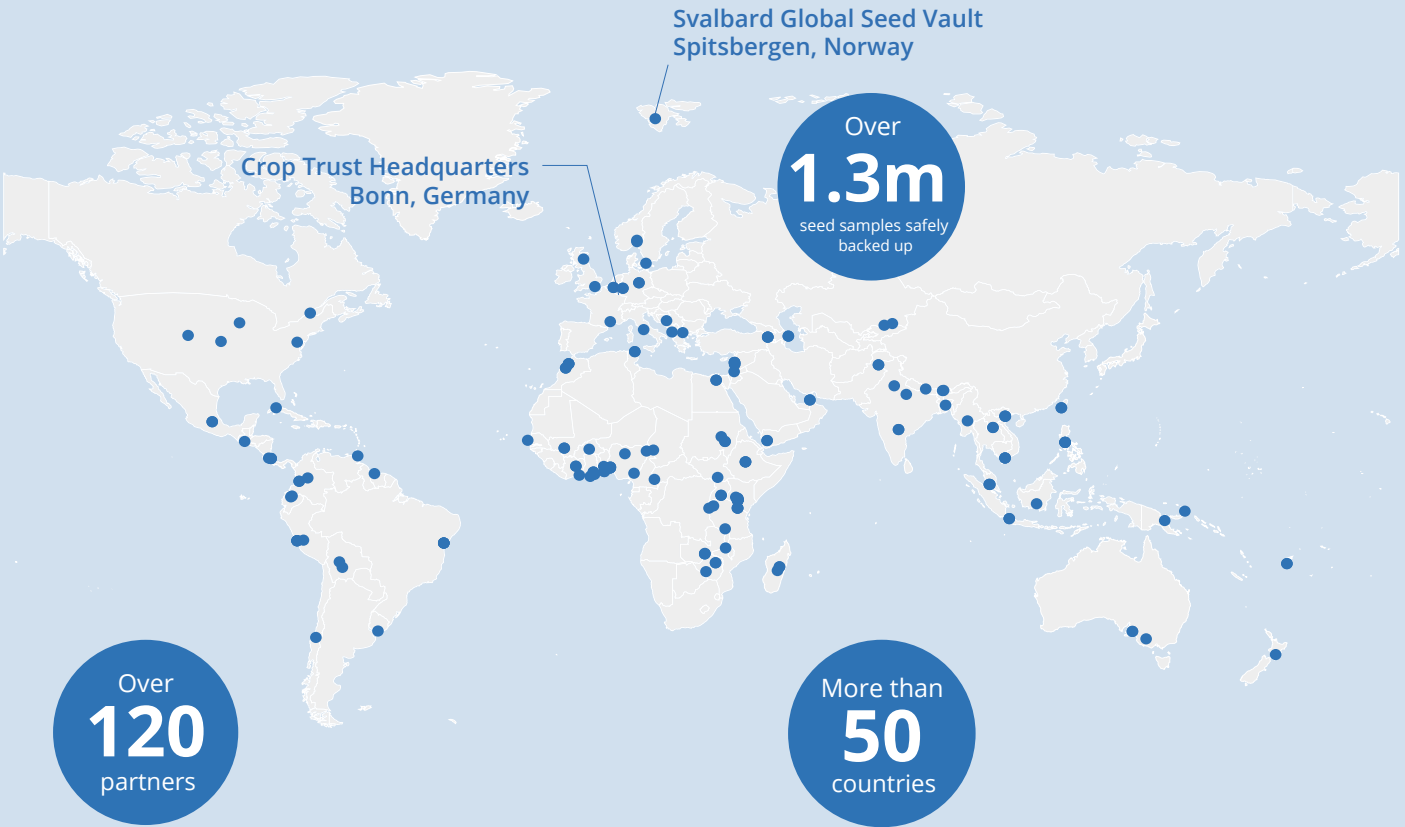 Svalbard Global Seed Vault
Spitsbergen, Norway
Over
1.3m
seed samples safely
backed up
Crop Trust Headquarters
Bonn, Germany
Over
120
partners
More than
50
countries